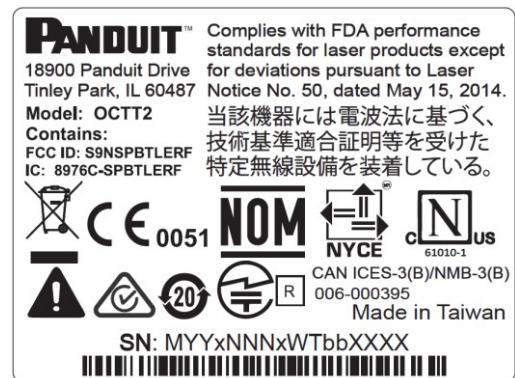 PANDUIT™
18900 Panduit Drive
Tinley Park, IL 60487
Model: OCTT2
Contains:
FCC ID: S9NSPBTLERF
IC: 8976C-SPBTLERF
Complies with FDA performance
standards for laser products except
for deviations pursuant to Laser
Notice No. 50, dated May 15, 2014.
当該機器には電波法に基づく、
技術基準適合証明等を受けた
特定無線設備を装着している。
CE 0051
NOM
NYCE
c N US
61010-1
20
R
CAN ICES-3(B)/NMB-3(B)
006-000395
Made in Taiwan
SN: MYYxNNNxWTbbXXXX